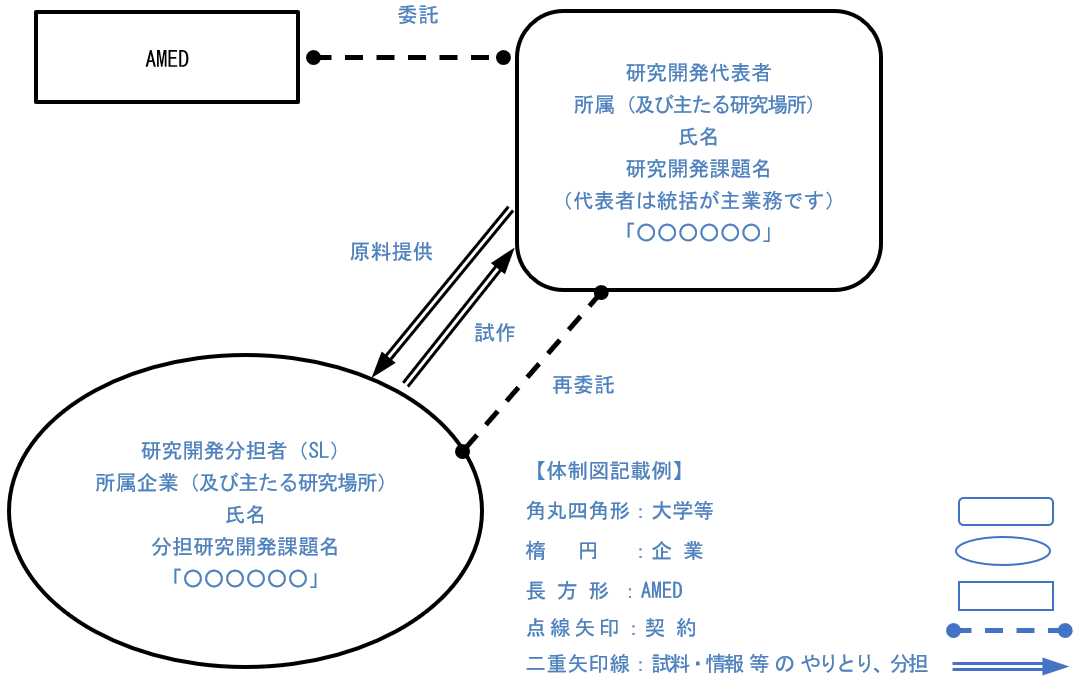 委託
AMED
研究開発代表者
所属（及び主たる研究場所）
氏名
研究開発課題名
（代表者は統括が主業務です）
「〇〇〇〇〇〇」
原料提供
試作
再委託
研究開発分担者（SL）
所属企業（及び主たる研究場所）
氏名
分担研究開発課題名
「〇〇〇〇〇〇」
【体制図記載例】
角丸四角形：大学等
楕　円　：企 業
長 方 形 ：AMED
点線矢印：契 約
二重矢印線：試料・情報等のやりとり、分担